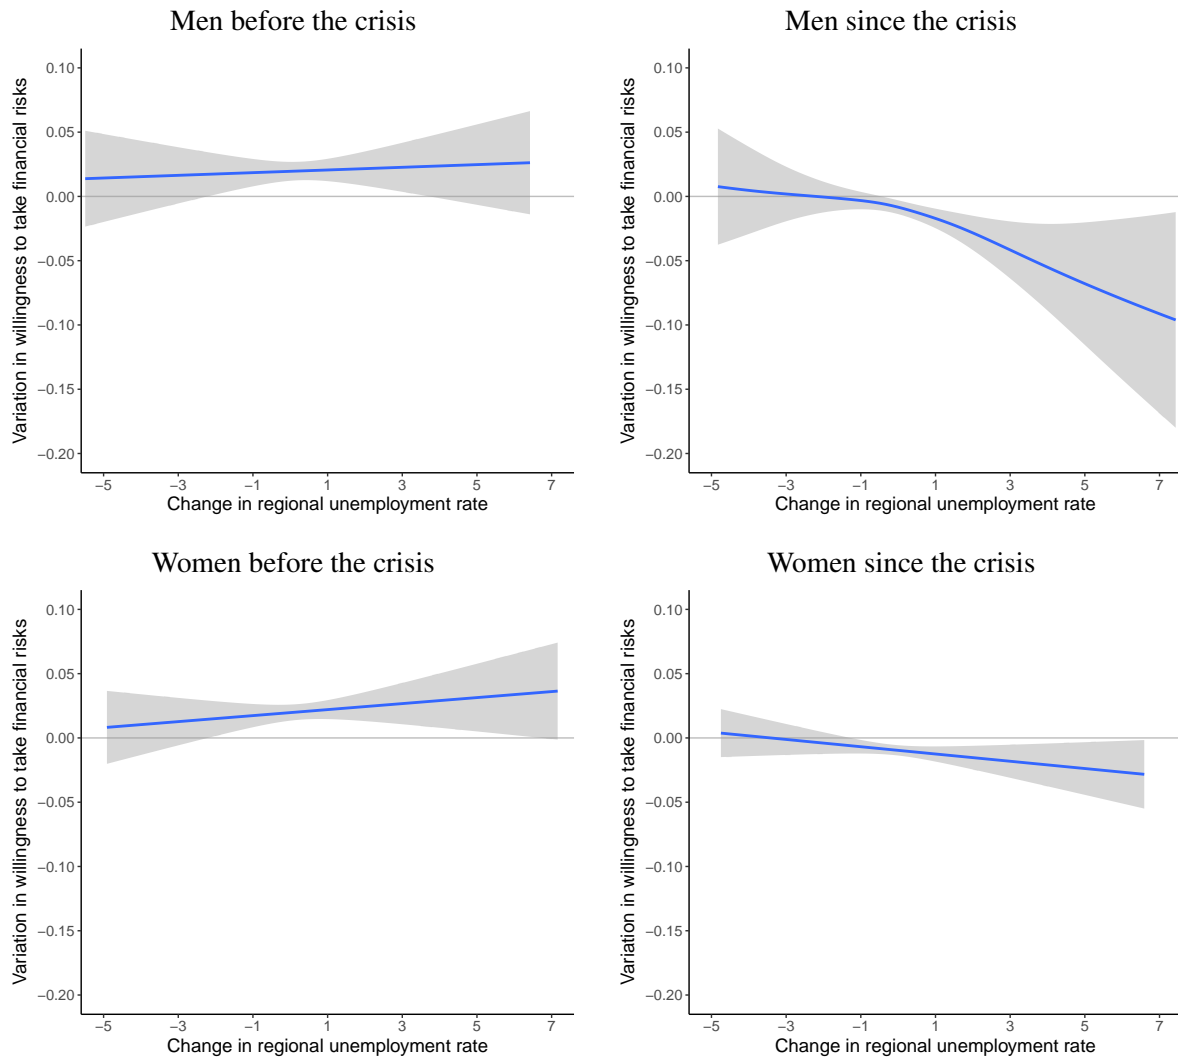 Men before the crisis
Variation in willingness to take financial risks
0.10
0.05
0.00
−0.05
−0.10
−0.15
−0.20
−5 −3 −1 1 3 5 7
Change in regional unemployment rate
Men since the crisis
Variation in willingness to take financial risks
0.10
0.05
0.00
−0.05
−0.10
−0.15
−0.20
−5 −3 −1 1 3 5 7
Change in regional unemployment rate
Women before the crisis
Variation in willingness to take financial risks
0.10
0.05
0.00
−0.05
−0.10
−0.15
−0.20
−5 −3 −1 1 3 5 7
Change in regional unemployment rate
Women since the crisis
Variation in willingness to take financial risks
0.10
0.05
0.00
−0.05
−0.10
−0.15
−0.20
−5 −3 −1 1 3 5 7
Change in regional unemployment rate